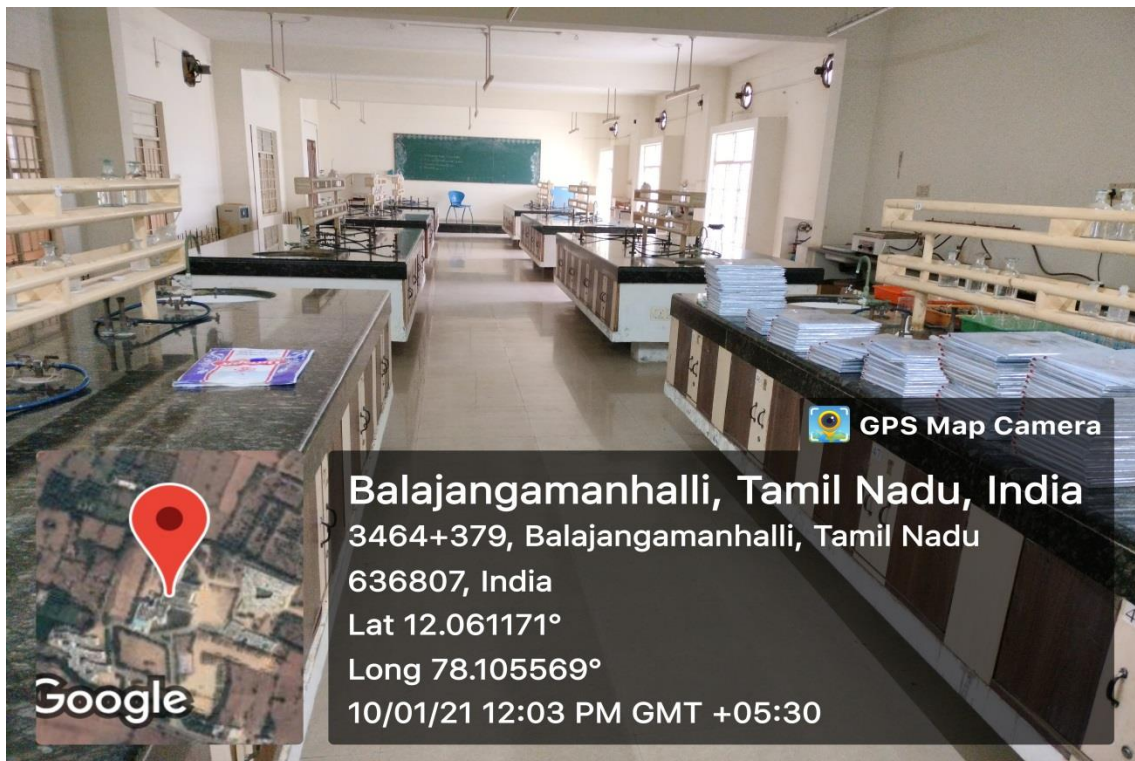 GPS Map Camera
Balajangamanhalli, Tamil Nadu, India
3464+379, Balajangamanhalli, Tamil Nadu
636807, India
Lat 12.061171°
Long 78.105569°
10/01/21 12:03 PM GMT +05:30
Google